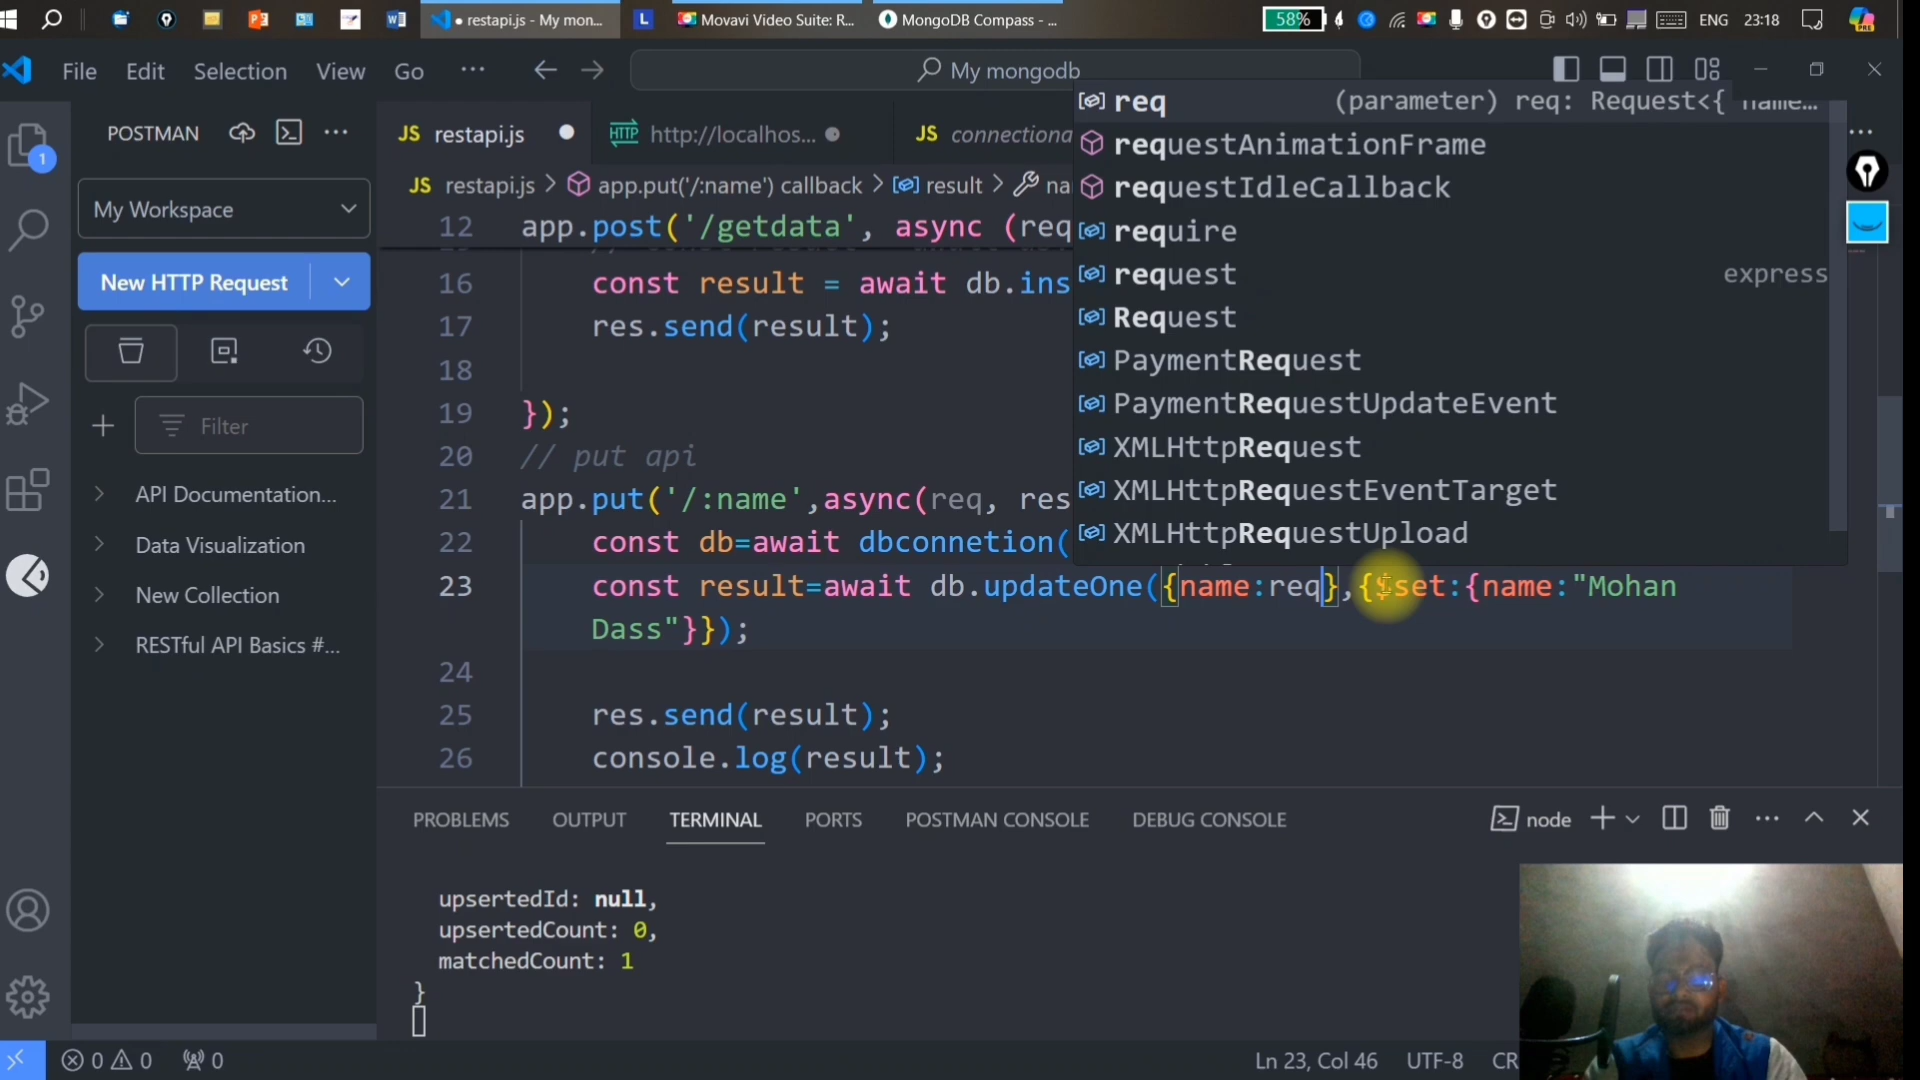 restapi.js - My mon...
L
Movavi Video Suite: R...
MongoDB Compass - ...
58%
ENG
23:18
File
Edit
Selection
View
Go
...
My mongodb
POSTMAN
...
JS restapi.js
HTTP http://localhos...
JS connectiona
...
JS restapi.js > app.put('/:name') callback > result > na
My Workspace
New HTTP Request
Filter
API Documentation...
Data Visualization
New Collection
RESTful API Basics #...
1
req (parameter) req: Request<{ name...
requestAnimationFrame
requestIdleCallback
require
request express
Request
PaymentRequest
PaymentRequestUpdateEvent
XMLHttpRequest
XMLHttpRequestEventTarget
XMLHttpRequestUpload
12 app.post('/getdata', async (req
16 const result = await db.ins
17 res.send(result);
18
19 });
20 // put api
21 app.put('/:name',async(req, res
22 const db=await dbconnetion(
23 const result=await db.updateOne({name:req},{$set:{name:"Mohan
Dass"}});
24
25 res.send(result);
26 console.log(result);
PROBLEMS
OUTPUT
TERMINAL
PORTS
POSTMAN CONSOLE
DEBUG CONSOLE
node
...
upsertedId: null,
upsertedCount: 0,
matchedCount: 1
}
0
0
0
Ln 23, Col 46
UTF-8
CR